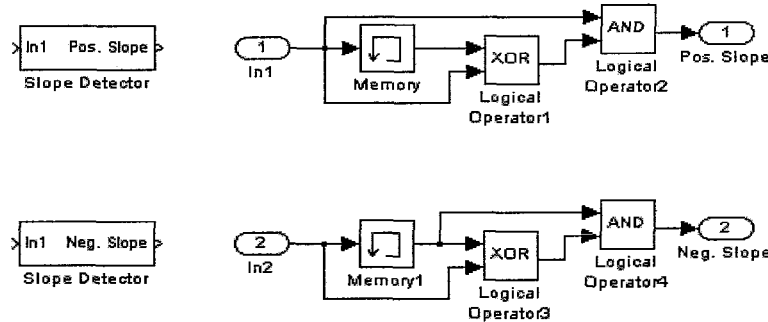 In1 Pos. Slope
Slope Detector
1
In1
Memory
XOR
Logical
Operator1
AND
Logical
Operator2
1
Pos. Slope
In1 Neg. Slope
Slope Detector
2
In2
Memory1
XOR
Logical
Operator3
AND
Logical
Operator4
2
Neg. Slope